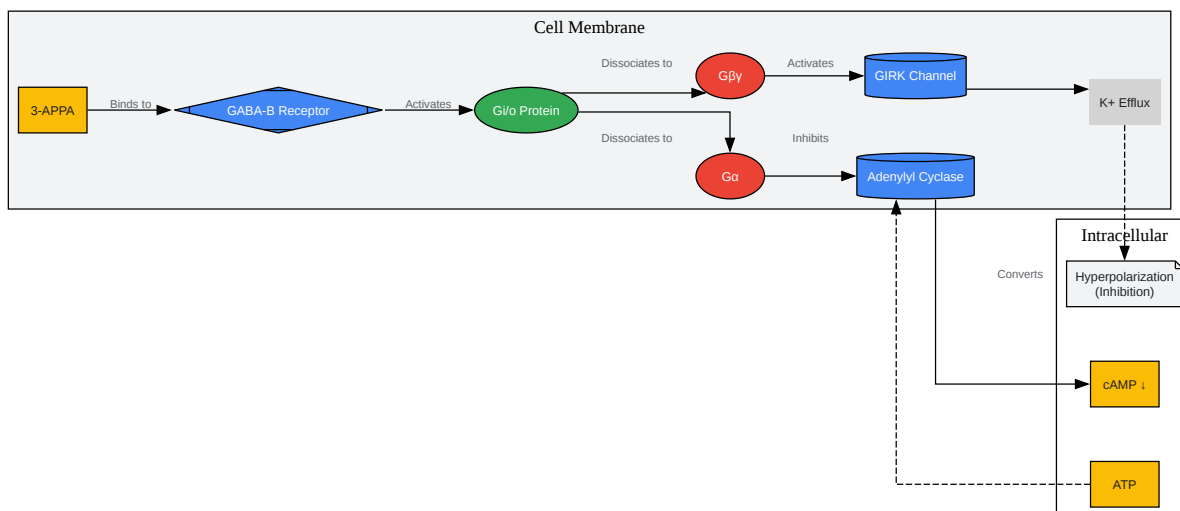 Cell Membrane
Dissociates to
Activates
Gβγ
GIRK Channel
3-APPA
Binds to
GABA-B Receptor
Activates
Gi/o Protein
K+ Efflux
Dissociates to
Inhibits
Gα
Adenylyl Cyclase
Intracellular
Converts
Hyperpolarization
(Inhibition)
cAMP ↓
ATP